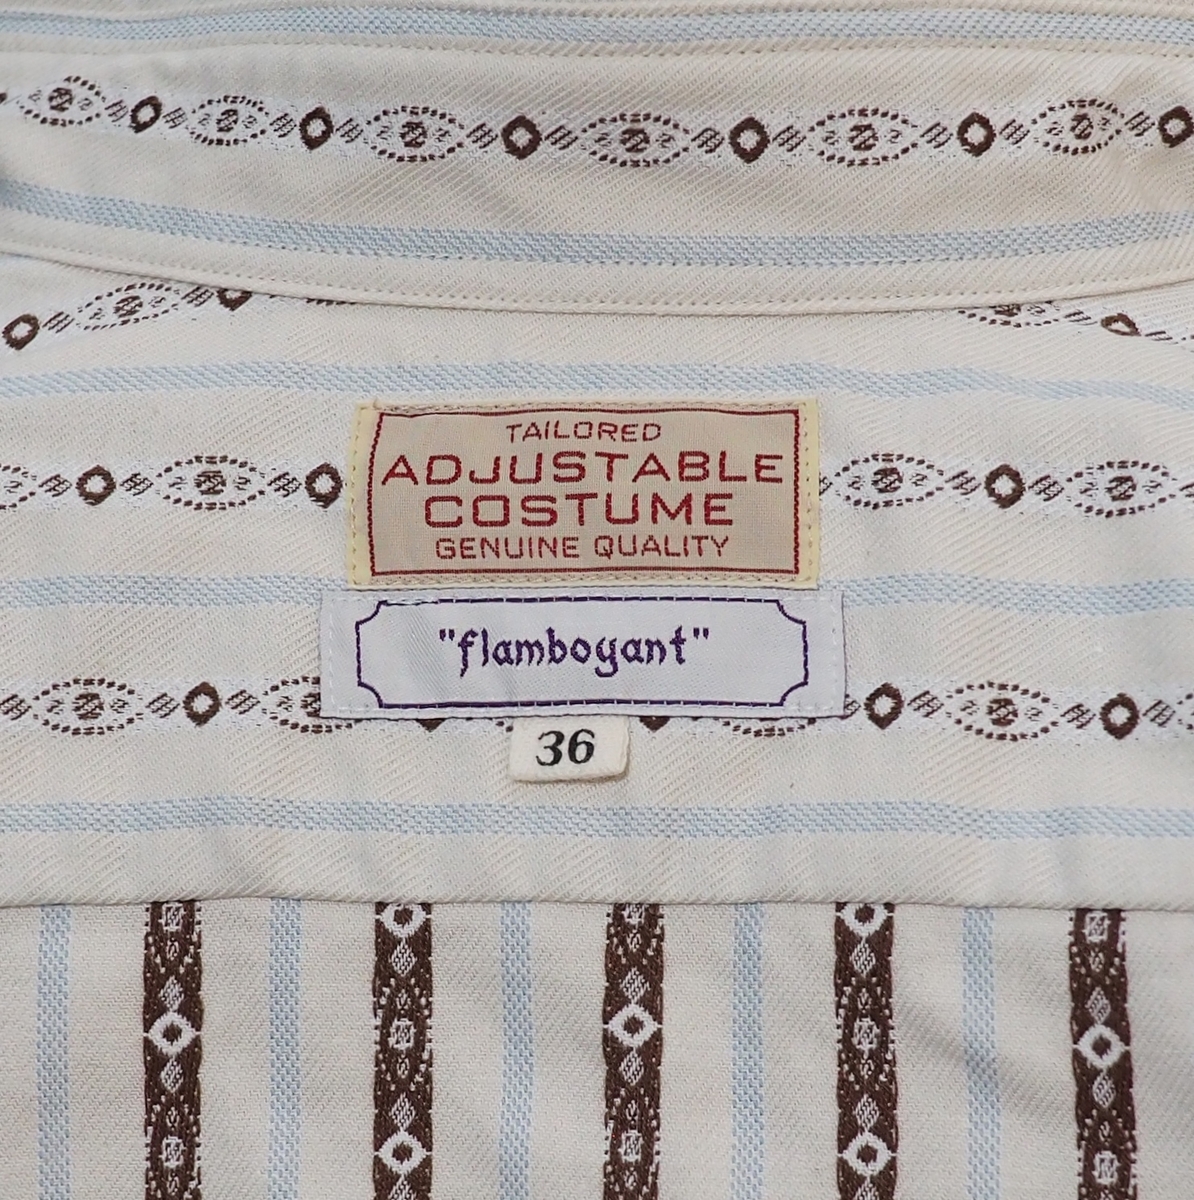 TAILORED
ADJUSTABLE
COSTUME
GENUINE QUALITY
"flamboyant"
36